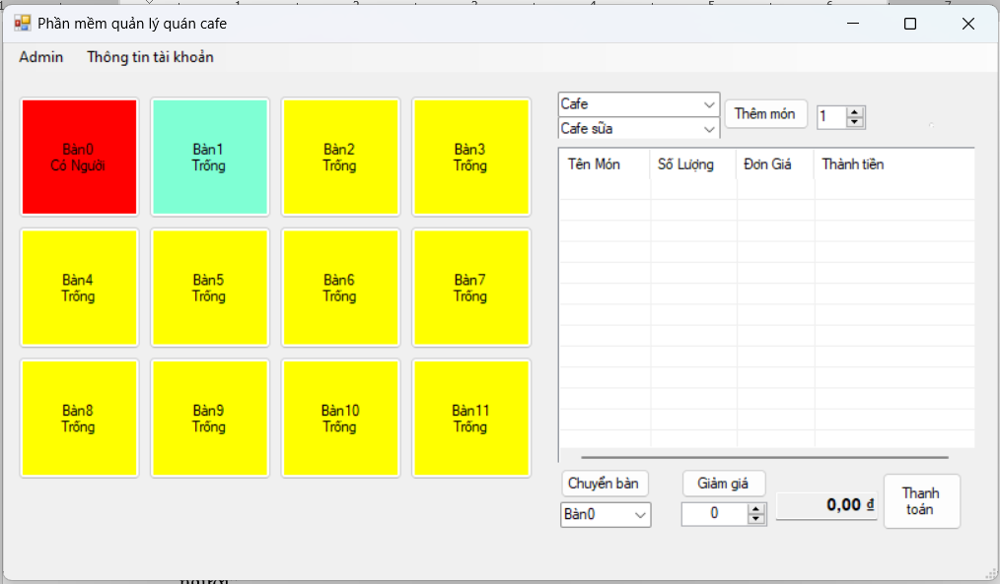 Phần mềm quản lý quán cafe
Admin Thông tin tài khoản
Bàn0
Có Người
Bàn1
Trống
Bàn2
Trống
Bàn3
Trống
Bàn4
Trống
Bàn5
Trống
Bàn6
Trống
Bàn7
Trống
Bàn8
Trống
Bàn9
Trống
Bàn10
Trống
Bàn11
Trống
Cafe
Cafe sữa
Thêm món
1
Tên Món Số Lượng Đơn Giá Thành tiền
Chuyển bàn
Bàn0
Giảm giá
0
0,00 ₫
Thanh
toán